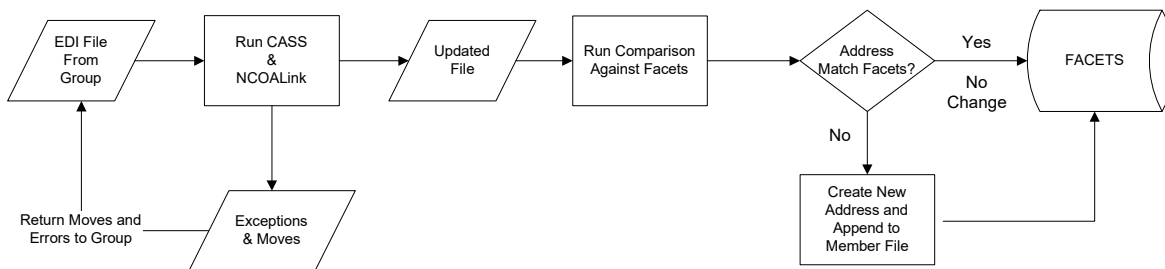 EDI File
From
Group
Run CASS
&
NCOALink
Updated
File
Run Comparison
Against Facets
Address
Match Facets?
Yes
No
Change
FACETS
No
Return Moves and
Errors to Group
Exceptions
& Moves
Create New
Address and
Append to
Member File